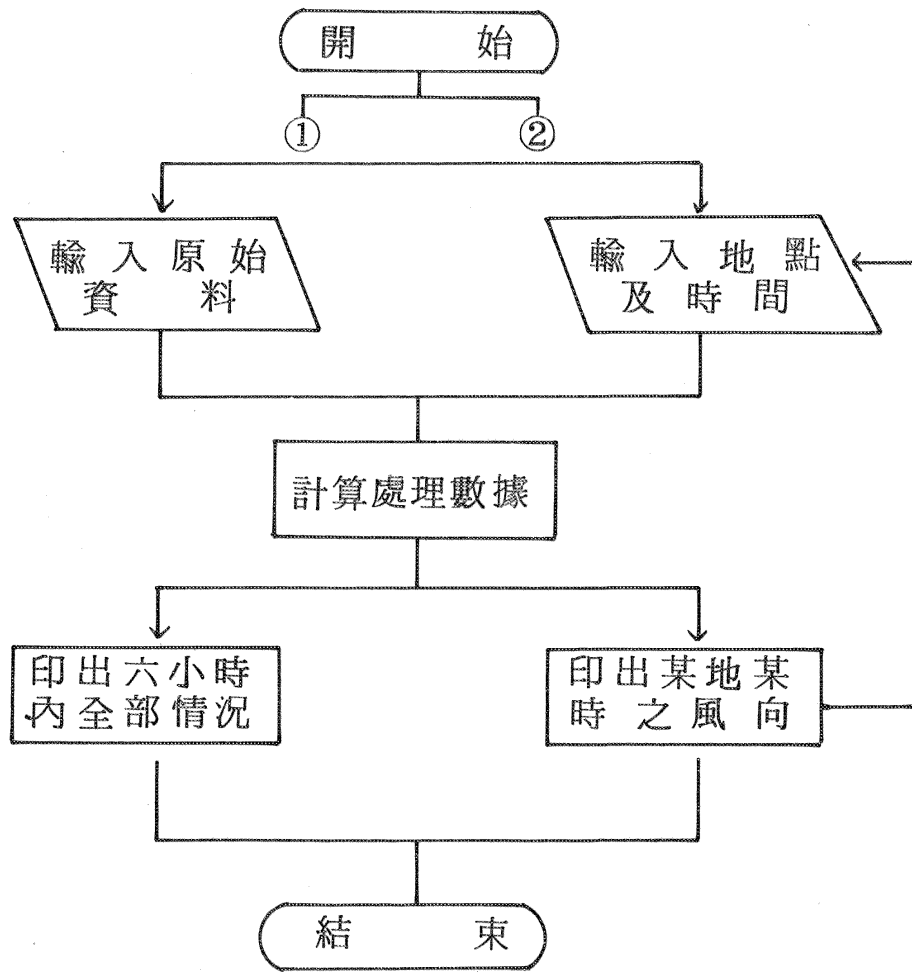 開始
① ②
輸入原始
資料
輸入地點
及時間
計算處理數據
印出六小時
內全部情況
印出某地某
時之風向
結束